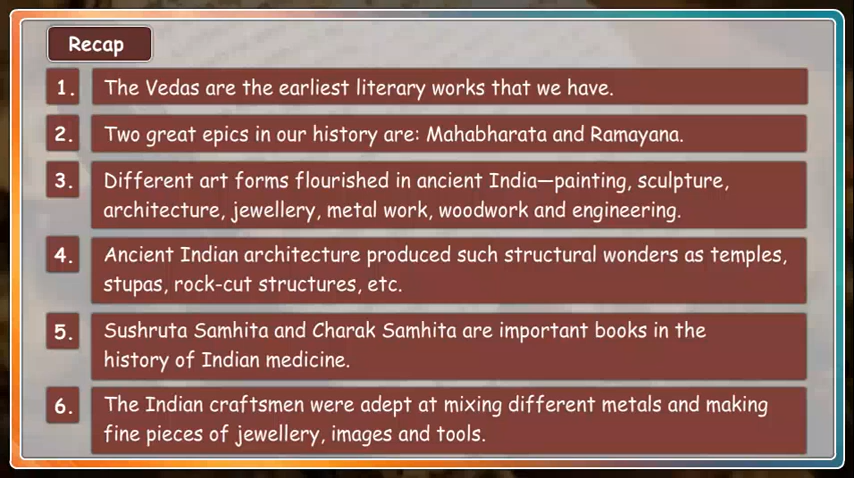 Recap
1. The Vedas are the earliest literary works that we have.
2. Two great epics in our history are: Mahabharata and Ramayana.
3. Different art forms flourished in ancient India—painting, sculpture,
architecture, jewellery, metal work, woodwork and engineering.
4. Ancient Indian architecture produced such structural wonders as temples,
stupas, rock-cut structures, etc.
5. Sushruta Samhita and Charak Samhita are important books in the
history of Indian medicine.
6. The Indian craftsmen were adept at mixing different metals and making
fine pieces of jewellery, images and tools.